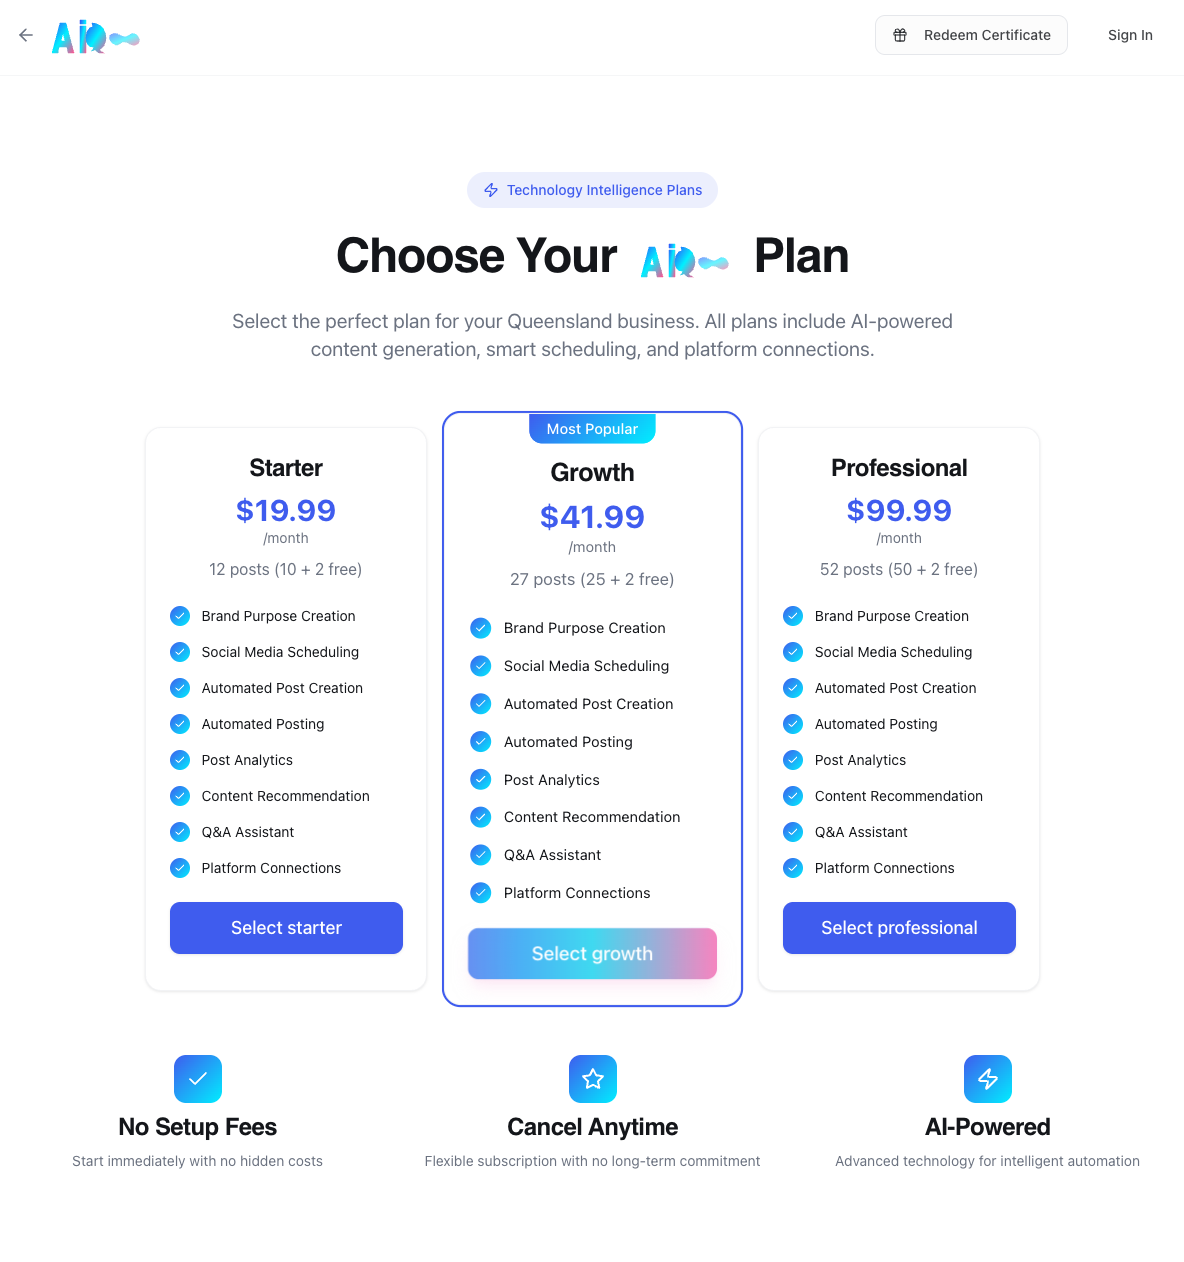 AiQ
Redeem Certificate
Sign In
Technology Intelligence Plans
Choose Your AiQ Plan
Select the perfect plan for your Queensland business. All plans include AI-powered
content generation, smart scheduling, and platform connections.
Starter
$19.99
/month
12 posts (10 + 2 free)
Brand Purpose Creation
Social Media Scheduling
Automated Post Creation
Automated Posting
Post Analytics
Content Recommendation
Q&A Assistant
Platform Connections
Select starter
Most Popular
Growth
$41.99
/month
27 posts (25 + 2 free)
Brand Purpose Creation
Social Media Scheduling
Automated Post Creation
Automated Posting
Post Analytics
Content Recommendation
Q&A Assistant
Platform Connections
Select growth
Professional
$99.99
/month
52 posts (50 + 2 free)
Brand Purpose Creation
Social Media Scheduling
Automated Post Creation
Automated Posting
Post Analytics
Content Recommendation
Q&A Assistant
Platform Connections
Select professional
No Setup Fees
Start immediately with no hidden costs
Cancel Anytime
Flexible subscription with no long-term commitment
AI-Powered
Advanced technology for intelligent automation